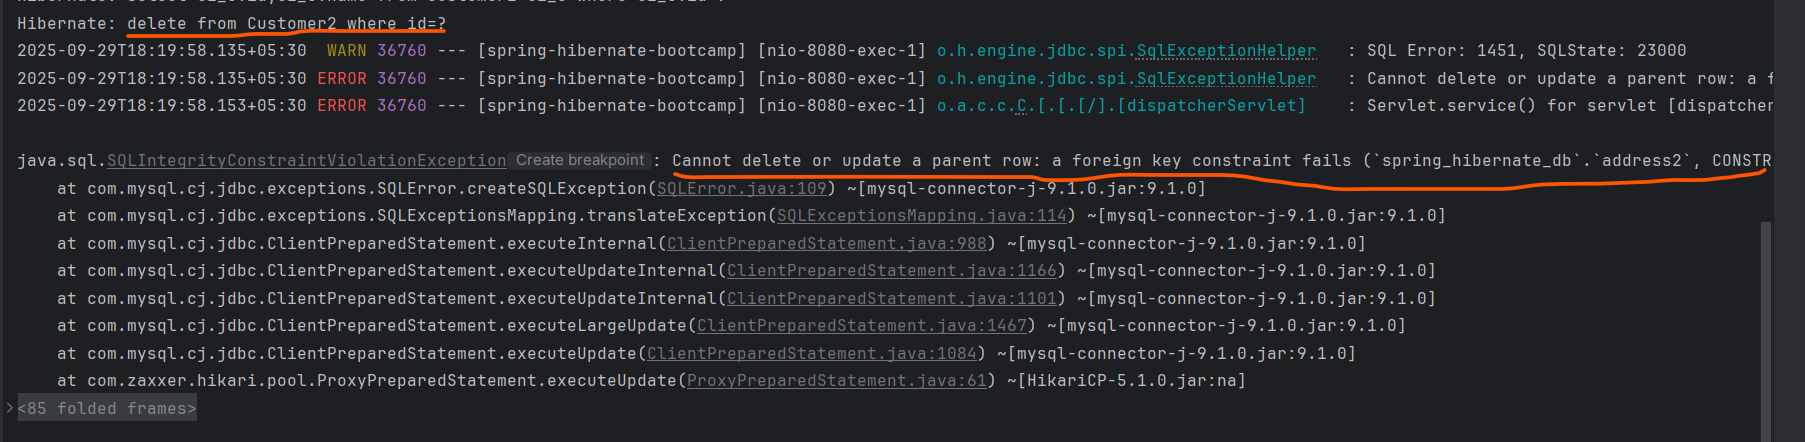 Hibernate: delete from Customer2 where id=?
2025-09-29T18:19:58.135+05:30  WARN 36760 --- [spring-hibernate-bootcamp] [nio-8080-exec-1] o.h.engine.jdbc.spi.SqlExceptionHelper   : SQL Error: 1451, SQLState: 23000
2025-09-29T18:19:58.135+05:30 ERROR 36760 --- [spring-hibernate-bootcamp] [nio-8080-exec-1] o.h.engine.jdbc.spi.SqlExceptionHelper   : Cannot delete or update a parent row: a f
2025-09-29T18:19:58.153+05:30 ERROR 36760 --- [spring-hibernate-bootcamp] [nio-8080-exec-1] o.a.c.c.C.[.[.[/].[dispatcherServlet]    : Servlet.service() for servlet [dispatcher
java.sql.SQLIntegrityConstraintViolationException Create breakpoint : Cannot delete or update a parent row: a foreign key constraint fails (`spring_hibernate_db`.`address2`, CONSTR
at com.mysql.cj.jdbc.exceptions.SQLError.createSQLException(SQLError.java:109) ~[mysql-connector-j-9.1.0.jar:9.1.0]
at com.mysql.cj.jdbc.exceptions.SQLExceptionsMapping.translateException(SQLExceptionsMapping.java:114) ~[mysql-connector-j-9.1.0.jar:9.1.0]
at com.mysql.cj.jdbc.ClientPreparedStatement.executeInternal(ClientPreparedStatement.java:988) ~[mysql-connector-j-9.1.0.jar:9.1.0]
at com.mysql.cj.jdbc.ClientPreparedStatement.executeUpdateInternal(ClientPreparedStatement.java:1166) ~[mysql-connector-j-9.1.0.jar:9.1.0]
at com.mysql.cj.jdbc.ClientPreparedStatement.executeUpdateInternal(ClientPreparedStatement.java:1101) ~[mysql-connector-j-9.1.0.jar:9.1.0]
at com.mysql.cj.jdbc.ClientPreparedStatement.executeLargeUpdate(ClientPreparedStatement.java:1467) ~[mysql-connector-j-9.1.0.jar:9.1.0]
at com.mysql.cj.jdbc.ClientPreparedStatement.executeUpdate(ClientPreparedStatement.java:1084) ~[mysql-connector-j-9.1.0.jar:9.1.0]
at com.zaxxer.hikari.pool.ProxyPreparedStatement.executeUpdate(ProxyPreparedStatement.java:61) ~[HikariCP-5.1.0.jar:na]
<85 folded frames>